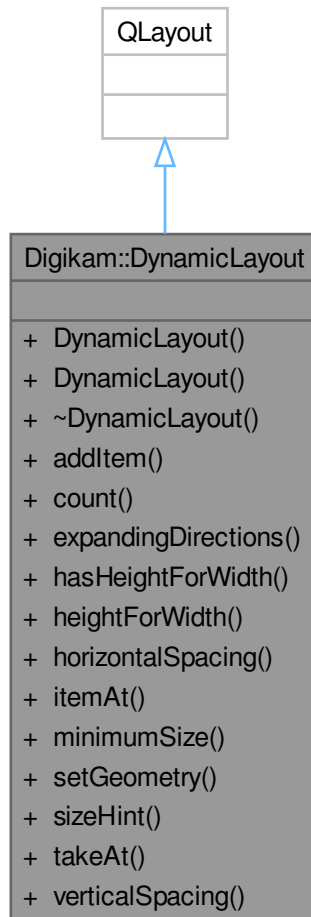 QLayout
Digikam::DynamicLayout
+ DynamicLayout()
+ DynamicLayout()
+ ~DynamicLayout()
+ addItem()
+ count()
+ expandingDirections()
+ hasHeightForWidth()
+ heightForWidth()
+ horizontalSpacing()
+ itemAt()
+ minimumSize()
+ setGeometry()
+ sizeHint()
+ takeAt()
+ verticalSpacing()